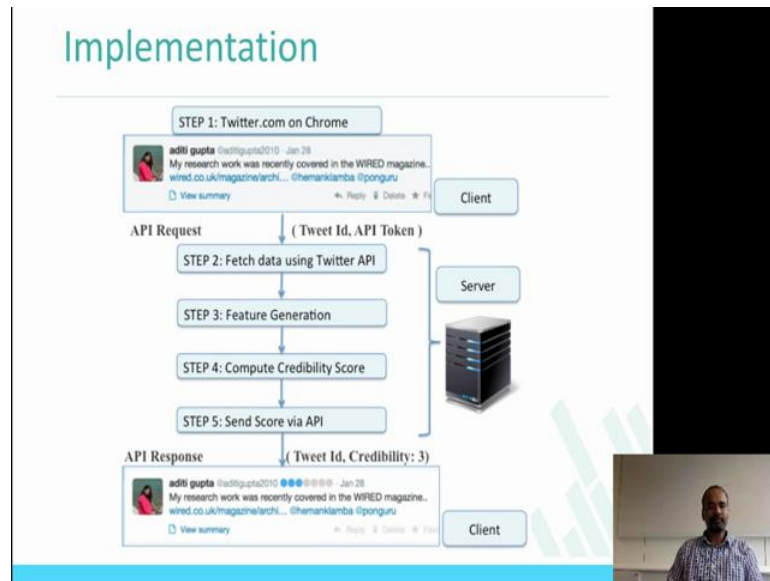 Implementation
STEP 1: Twitter.com on Chrome
aditi gupta @aditigupta2010 · Jan 28
My research work was recently covered in the WIRED magazine..
wired.co.uk/magazine/archi... @hemanklamba @ponguru
View summary
Reply Delete
Client
API Request ( Tweet Id, API Token )
STEP 2: Fetch data using Twitter API
Server
STEP 3: Feature Generation
STEP 4: Compute Credibility Score
STEP 5: Send Score via API
API Response ( Tweet Id, Credibility: 3)
aditi gupta @aditigupta2010 · Jan 28
My research work was recently covered in the WIRED magazine..
wired.co.uk/magazine/archi... @hemanklamba @ponguru
View summary
Reply Delete
Client